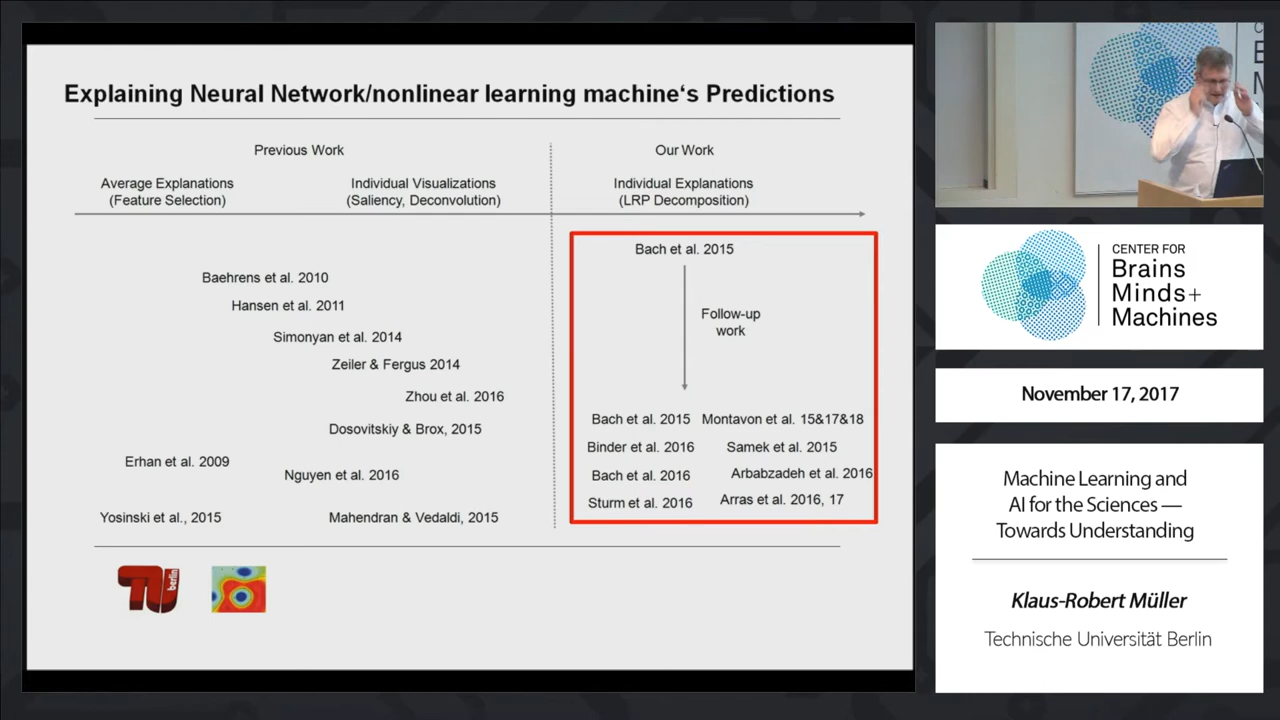 Explaining Neural Network/nonlinear learning machine‘s Predictions
Previous Work
Our Work
Average Explanations
(Feature Selection)
Individual Visualizations
(Saliency, Deconvolution)
Individual Explanations
(LRP Decomposition)
Baehrens et al. 2010
Hansen et al. 2011
Simonyan et al. 2014
Zeiler & Fergus 2014
Zhou et al. 2016
Dosovitskiy & Brox, 2015
Erhan et al. 2009
Nguyen et al. 2016
Yosinski et al., 2015
Mahendran & Vedaldi, 2015
Bach et al. 2015
Follow-up
work
Bach et al. 2015
Montavon et al. 15&17&18
Binder et al. 2016
Samek et al. 2015
Bach et al. 2016
Arbabzadeh et al. 2016
Sturm et al. 2016
Arras et al. 2016, 17
TU berlin
CENTER FOR
Brains
Minds+
Machines
November 17, 2017
Machine Learning and
AI for the Sciences —
Towards Understanding
Klaus-Robert Müller
Technische Universität Berlin